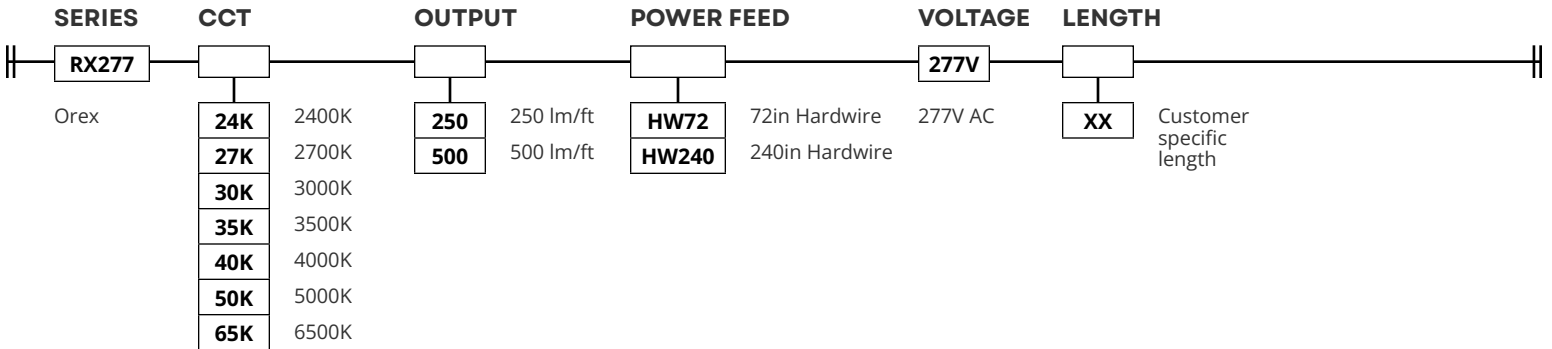 SERIES CCT OUTPUT POWER FEED VOLTAGE LENGTH
RX277 277V
Orex 24K 2400K 250 250 lm/ft HW72 72in Hardwire 277V AC XX Customer
specific
length
27K 2700K 500 500 lm/ft HW240 240in Hardwire
30K 3000K
35K 3500K
40K 4000K
50K 5000K
65K 6500K